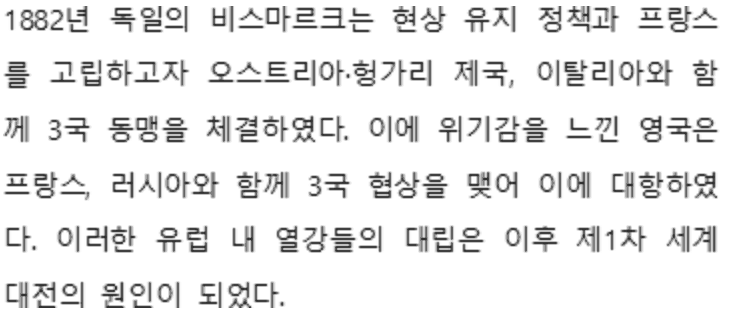 1882년 독일의 비스마르크는 현상 유지 정책과 프랑스
를 고립하고자 오스트리아·헝가리 제국, 이탈리아와 함
께 3국 동맹을 체결하였다. 이에 위기감을 느낀 영국은
프랑스, 러시아와 함께 3국 협상을 맺어 이에 대항하였
다. 이러한 유럽 내 열강들의 대립은 이후 제1차 세계
대전의 원인이 되었다.